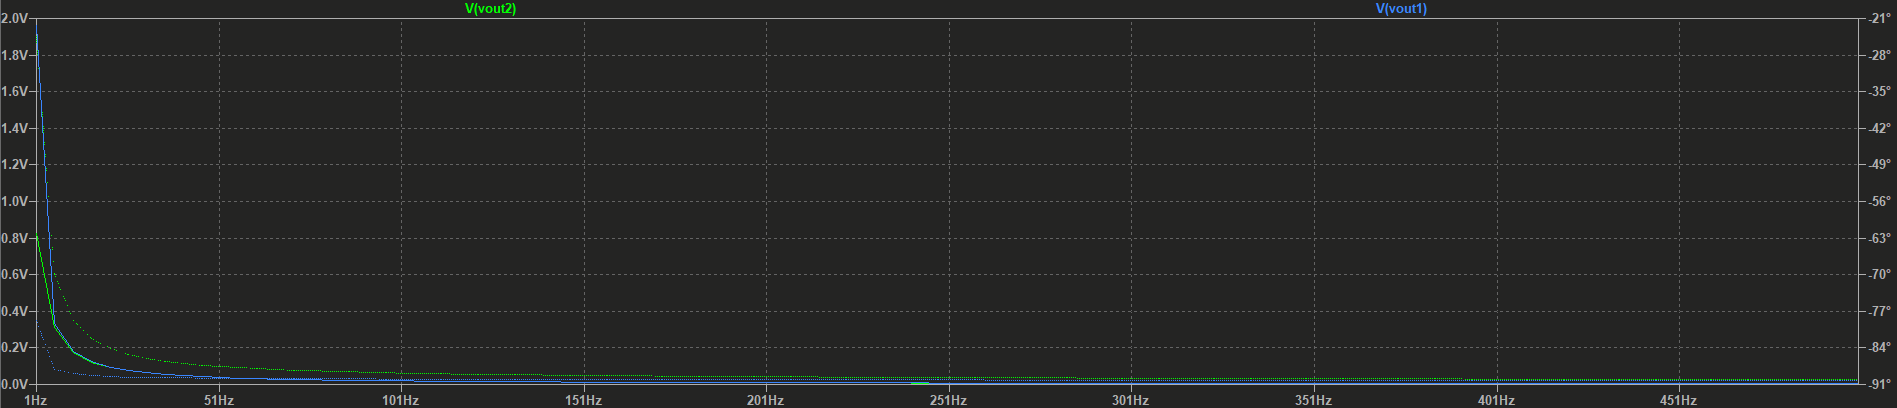 V(vout2) V(vout1)
2.0V -21°
1.8V -28°
1.6V -35°
1.4V -42°
1.2V -49°
1.0V -56°
0.8V -63°
0.6V -70°
0.4V -77°
0.2V -84°
0.0V -91°
1Hz 51Hz 101Hz 151Hz 201Hz 251Hz 301Hz 351Hz 401Hz 451Hz